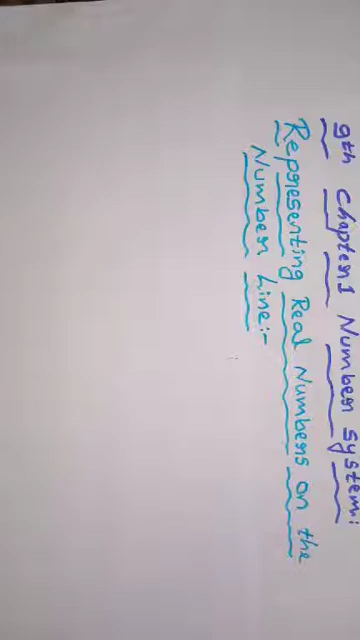 9th Chapter1 Number system:
Representing Real Numbers on the
Number Line:-